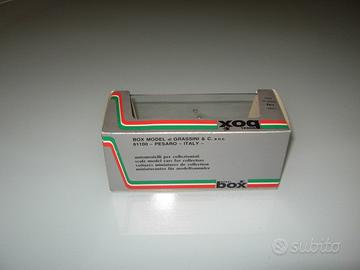 box
BOX MODEL di GRASSINI & C. s.n.c.
61100 - PESARO - ITALY -
automodelli per collezionisti
scale model cars for collectors
voitures miniatures de collection
miniaturautos für modellsammler
box
subito